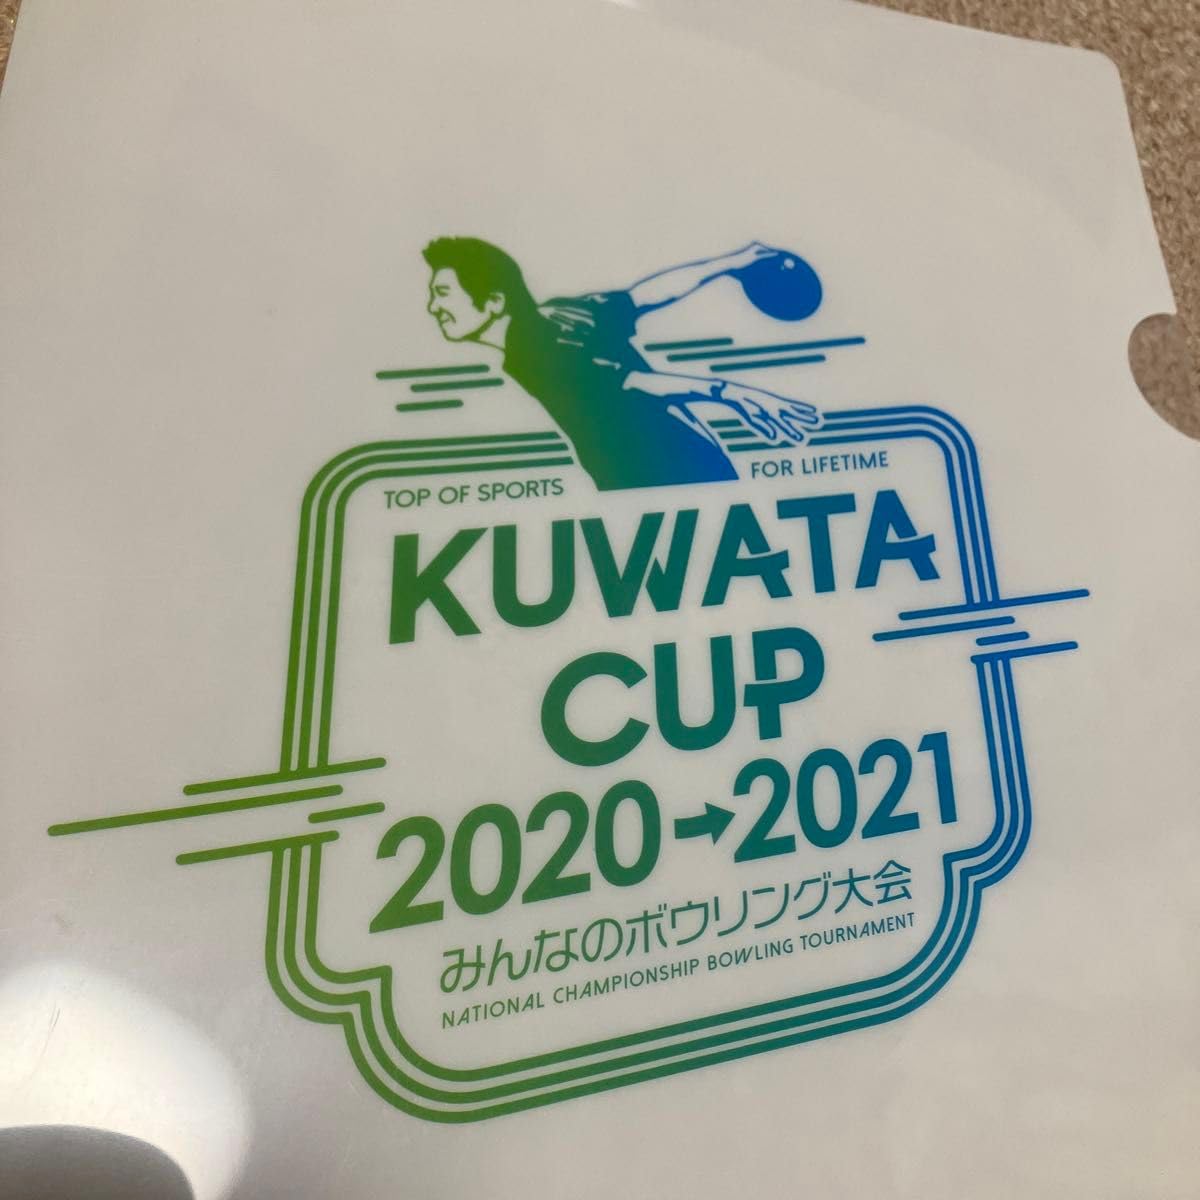 TOP OF SPORTS FOR LIFETIME
KUWATA
CUP
2020→2021
みんなのボウリング大会
NATIONAL CHAMPIONSHIP BOWLING TOURNAMENT